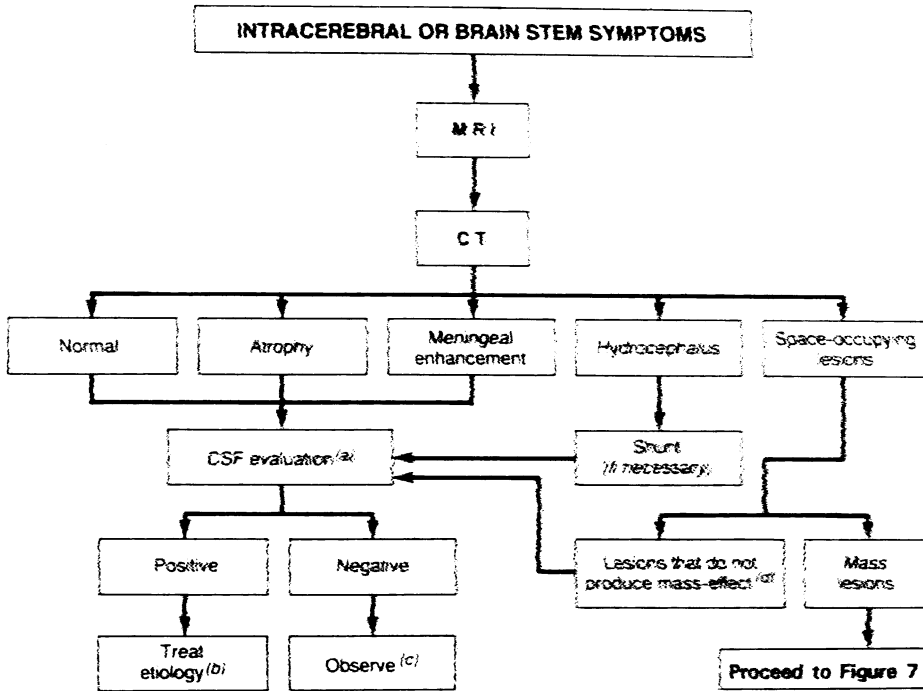 INTRACEREBRAL OR BRAIN STEM SYMPTOMS
MRI
CT
Normal
Atrophy
Meningeal
enhancement
Hydrocephalus
Space-occupying
lesions
CSF evaluation(a)
Shunt
(if necessary)
Positive
Negative
Lesions that do not
produce mass-effect(d)
Mass
lesions
Treat
etiology(b)
Observe(c)
Proceed to Figure 7